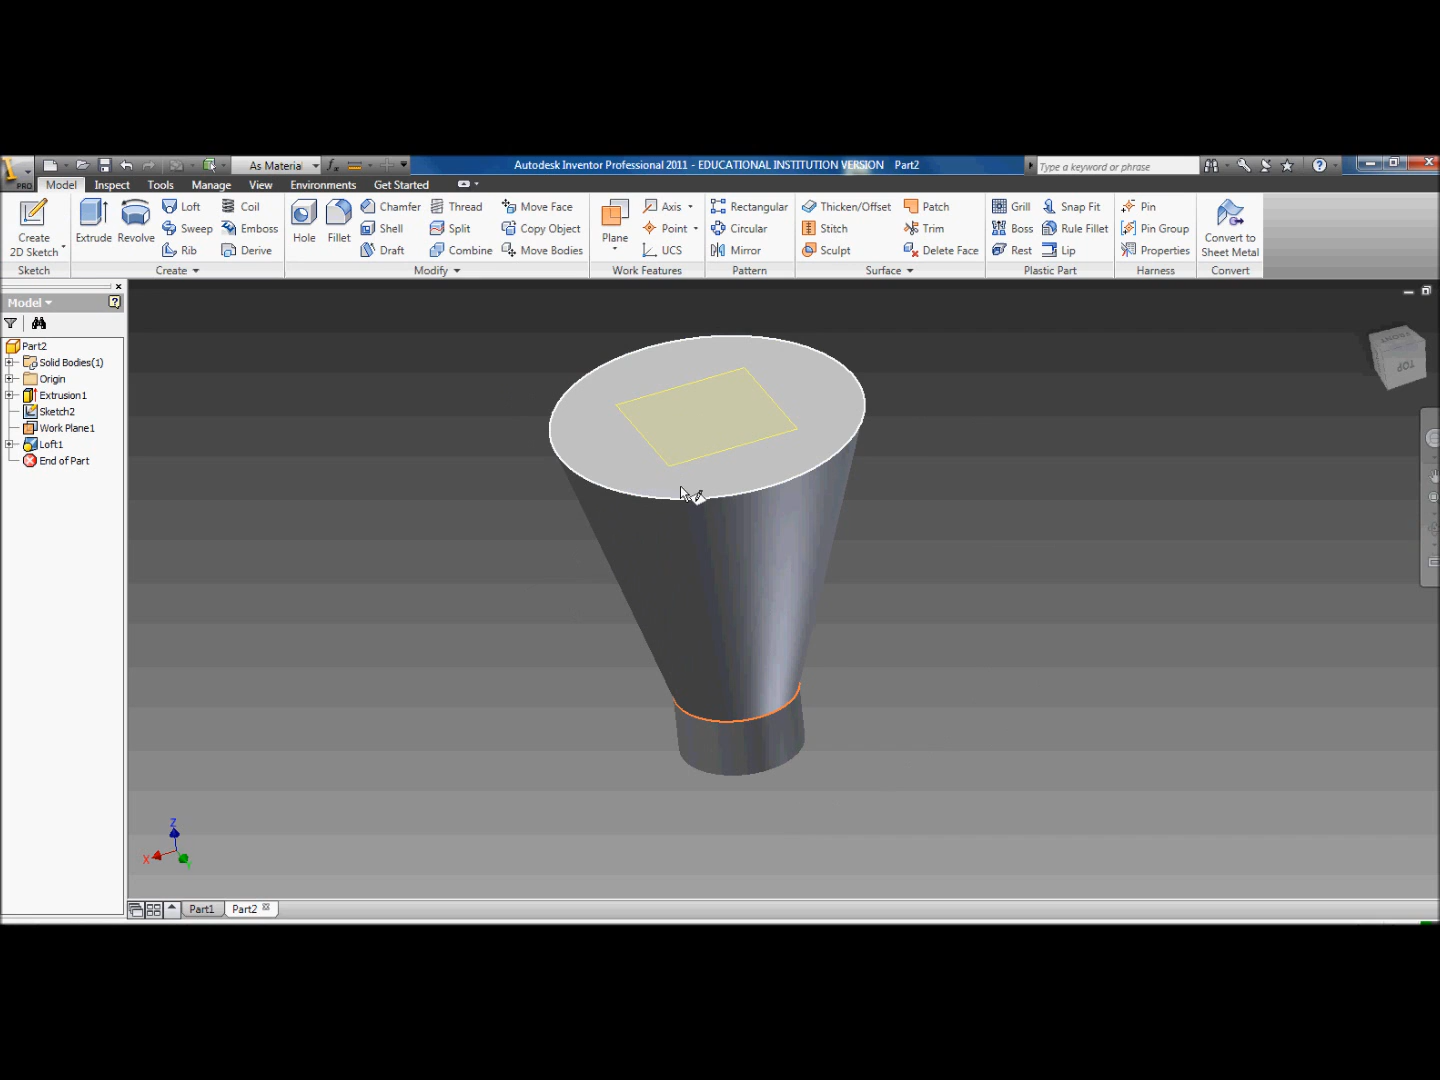 PRO
As Material
Autodesk Inventor Professional 2011 - EDUCATIONAL INSTITUTION VERSION Part2
Type a keyword or phrase
Model Inspect Tools Manage View Environments Get Started
Create
2D Sketch
Sketch
Extrude Revolve
Loft Coil
Sweep Emboss
Rib Derive
Create
Hole Fillet
Chamfer Thread Move Face
Shell Split Copy Object
Draft Combine Move Bodies
Modify
Plane
Axis
Point
UCS
Work Features
Rectangular
Circular
Mirror
Pattern
Thicken/Offset Patch
Stitch Trim
Sculpt Delete Face
Surface
Grill Snap Fit
Boss Rule Fillet
Rest Lip
Plastic Part
Pin
Pin Group
Properties
Harness
Convert to
Sheet Metal
Convert
Model
Part2
Solid Bodies(1)
Origin
Extrusion1
Sketch2
Work Plane1
Loft1
End of Part
FRONT
TOP
Z
X
Part1 Part2